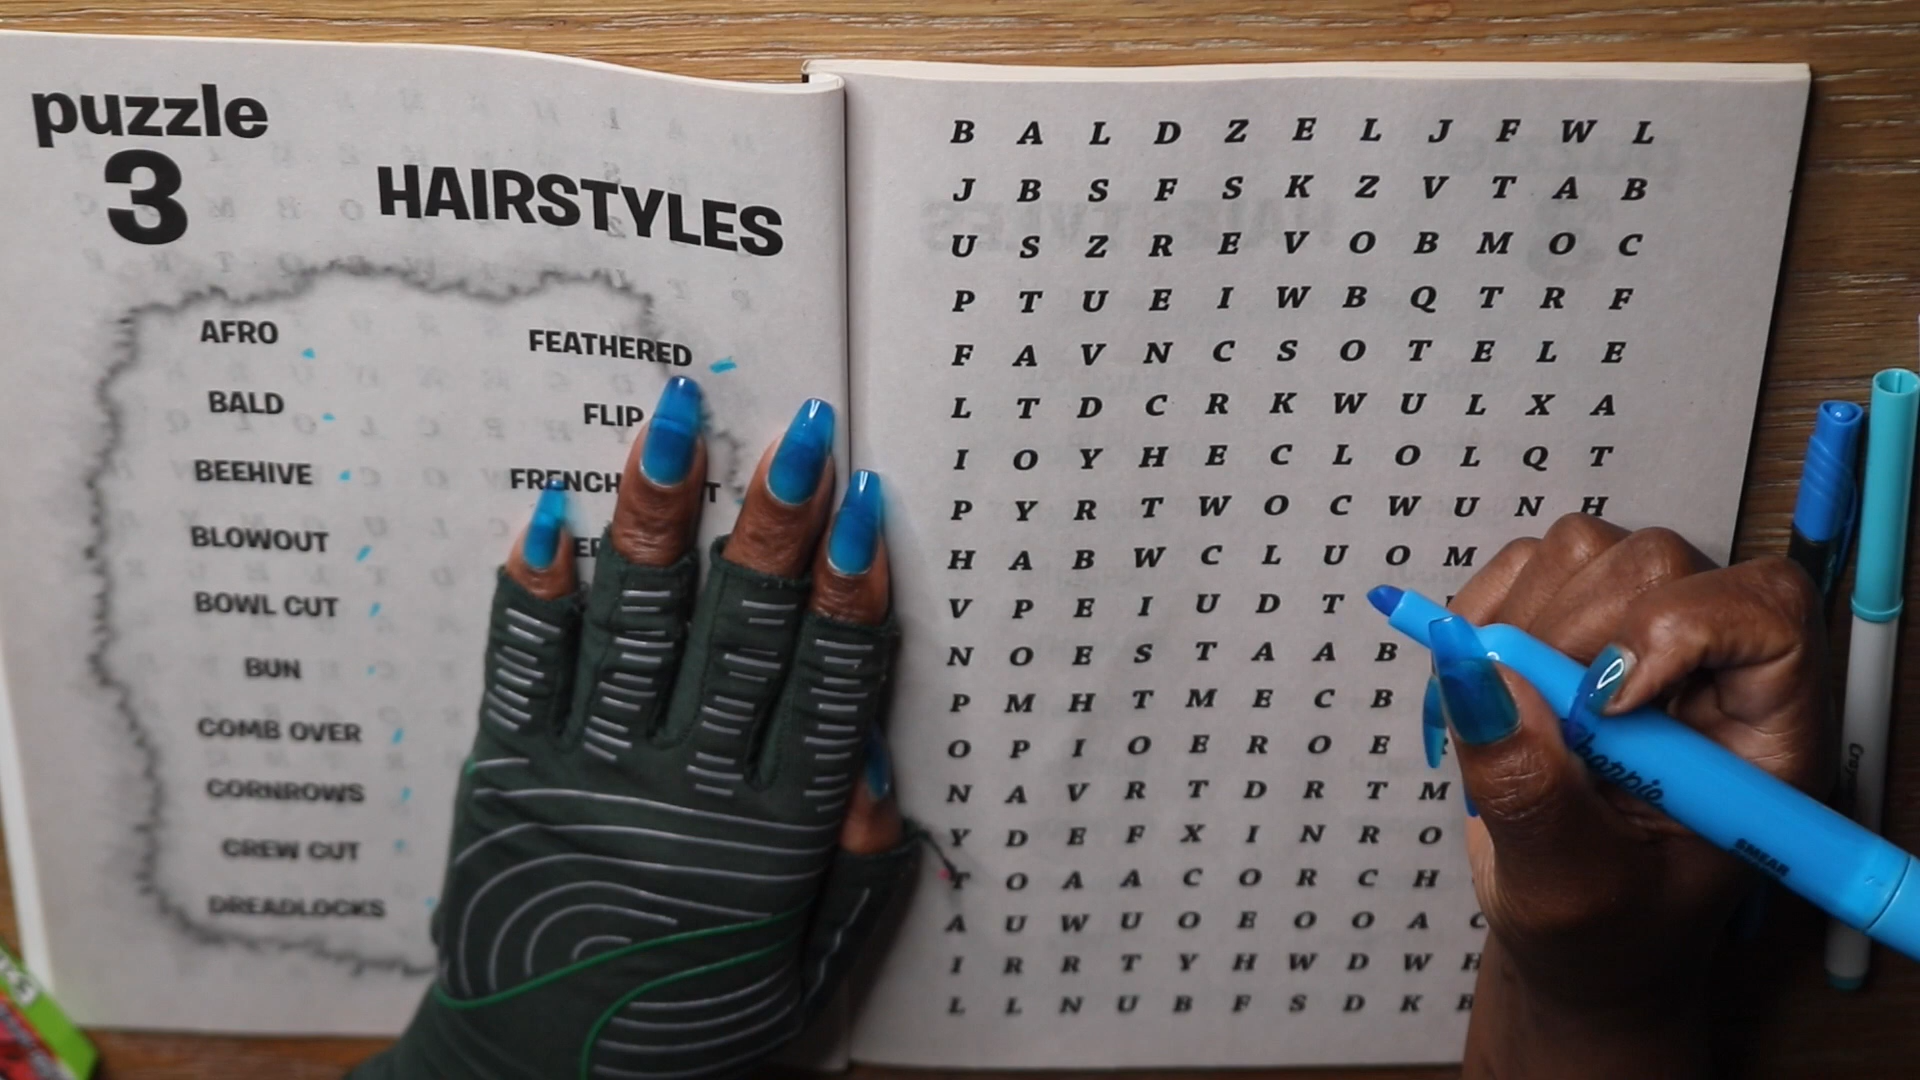 puzzle
3
HAIRSTYLES
AFRO
BALD
BEEHIVE
BLOWOUT
BOWL CUT
BUN
COMB OVER
CORNROWS
CREW CUT
DREADLOCKS
FEATHERED
FLIP
FRENCH
B A L D Z E L J F W L
J B S F S K Z V T A B
U S Z R E V O B M O C
P T U E I W B Q T R F
F A V N C S O T E L E
L T D C R K W U L X A
I O Y H E C L O L Q T
P Y R T W O C W U N H
H A B W C L U O M
V P E I U D T
N O E S T A A B
P M H T M E C B
O P I O E R O E
N A V R T D R T M
Y D E F X I N R O
T O A A C O R C H
A U W U O E O O A C
I R R T Y H W D W H
L L N U B F S D K
Sharpie
SMEAR